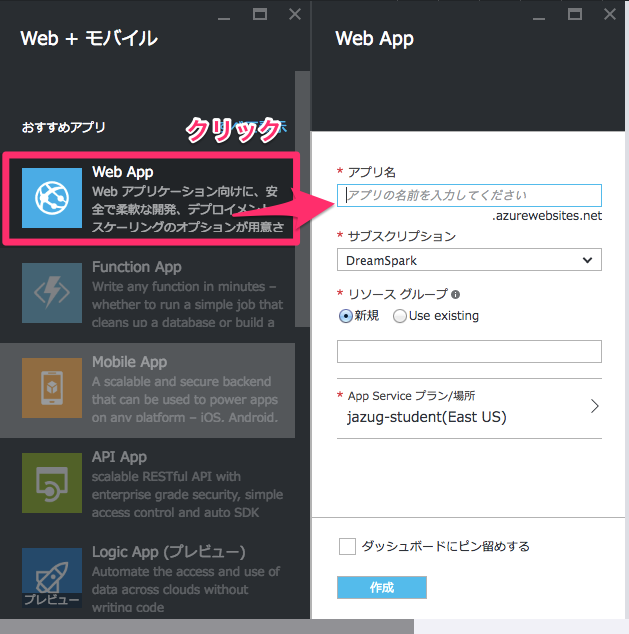 Web + モバイル
おすすめアプリ
クリック
Web App
Web アプリケーション向けに、安
全で柔軟な開発、デプロイメント
スケーリングのオプションが用意さ
Function App
Write any function in minutes –
whether to run a simple job that
cleans up a database or build a
Mobile App
A scalable and secure backend
that can be used to power apps
on any platform – iOS, Android,
API App
scalable RESTful API with
enterprise grade security, simple
access control and auto SDK
Logic App (プレビュー)
Automate the access and use of
data across clouds without
writing code
プレビュー
Web App
* アプリ名
アプリの名前を入力してください
.azurewebsites.net
* サブスクリプション
DreamSpark
* リソース グループ
新規 Use existing
* App Service プラン/場所
jazug-student(East US)
ダッシュボードにピン留めする
作成